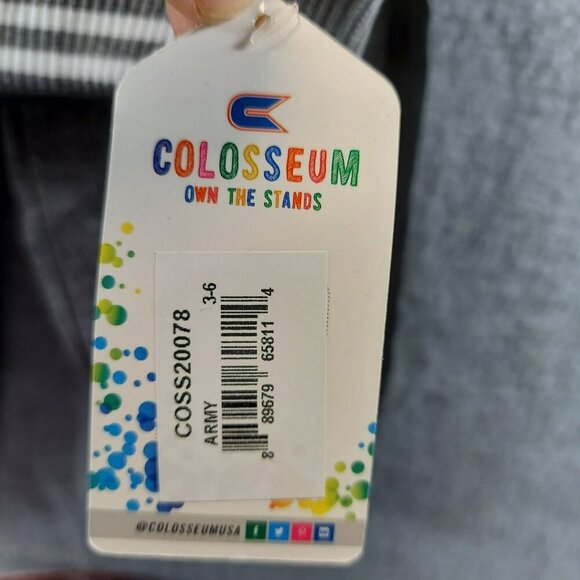 COLOSSEUM
OWN THE STANDS
COSS20078
ARMY 3-6
8 89679 65811 4
@COLOSSEUMUSA